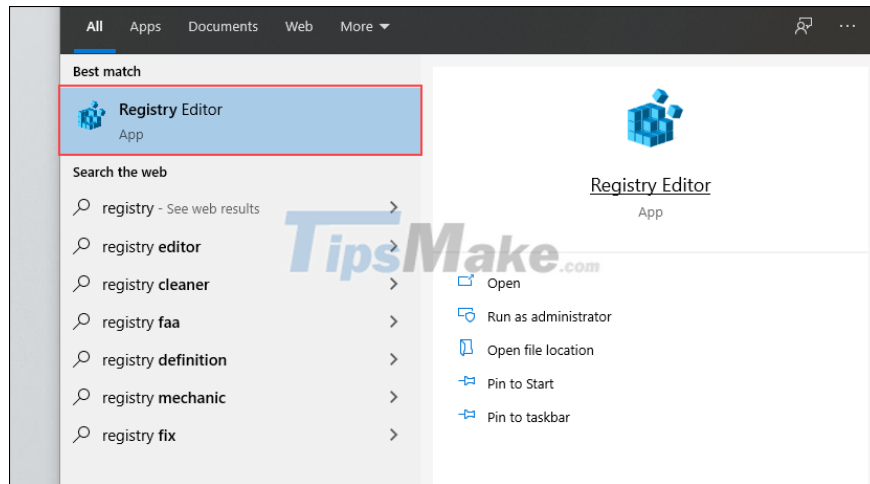 All Apps Documents Web More
Best match
Registry Editor
App
Search the web
registry - See web results
registry editor
registry cleaner
registry faa
registry definition
registry mechanic
registry fix
Registry Editor
App
Open
Run as administrator
Open file location
Pin to Start
Pin to taskbar
TipsMake.com